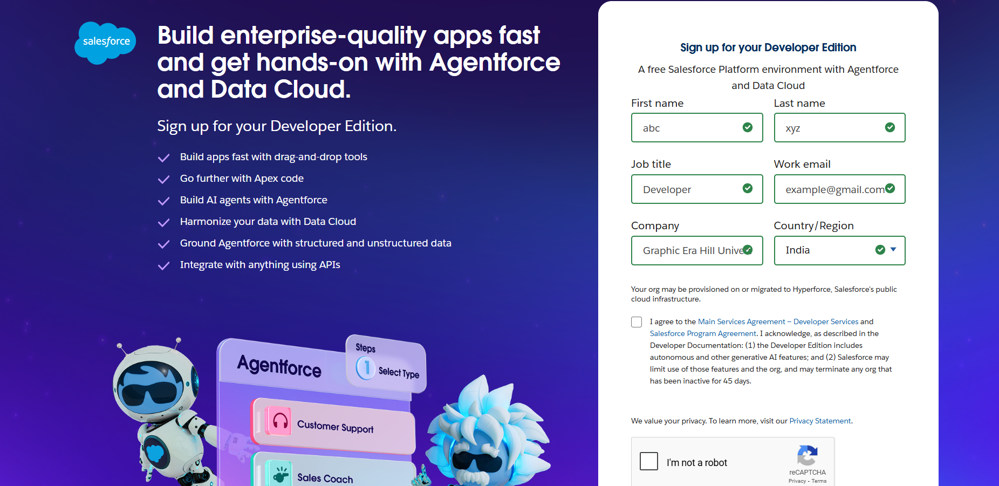 salesforce
Build enterprise-quality apps fast
and get hands-on with Agentforce
and Data Cloud.
Sign up for your Developer Edition.
Build apps fast with drag-and-drop tools
Go further with Apex code
Build AI agents with Agentforce
Harmonize your data with Data Cloud
Ground Agentforce with structured and unstructured data
Integrate with anything using APIs
Agentforce
Steps
1 Select Type
Customer Support
Sales Coach
Sign up for your Developer Edition
A free Salesforce Platform environment with Agentforce
and Data Cloud
First name Last name
abc xyz
Job title Work email
Developer example@gmail.com
Company Country/Region
Graphic Era Hill India
Your org may be provisioned on or migrated to Hyperforce, Salesforce's public
cloud infrastructure.
I agree to the Main Services Agreement – Developer Services and
Salesforce Program Agreement. I acknowledge, as described in the
Developer Documentation: (1) the Developer Edition includes
autonomous and other generative AI features; and (2) Salesforce may
limit use of those features and the org, and may terminate any org that
has been inactive for 45 days.
We value your privacy. To learn more, visit our Privacy Statement.
I'm not a robot
reCAPTCHA
Privacy - Terms